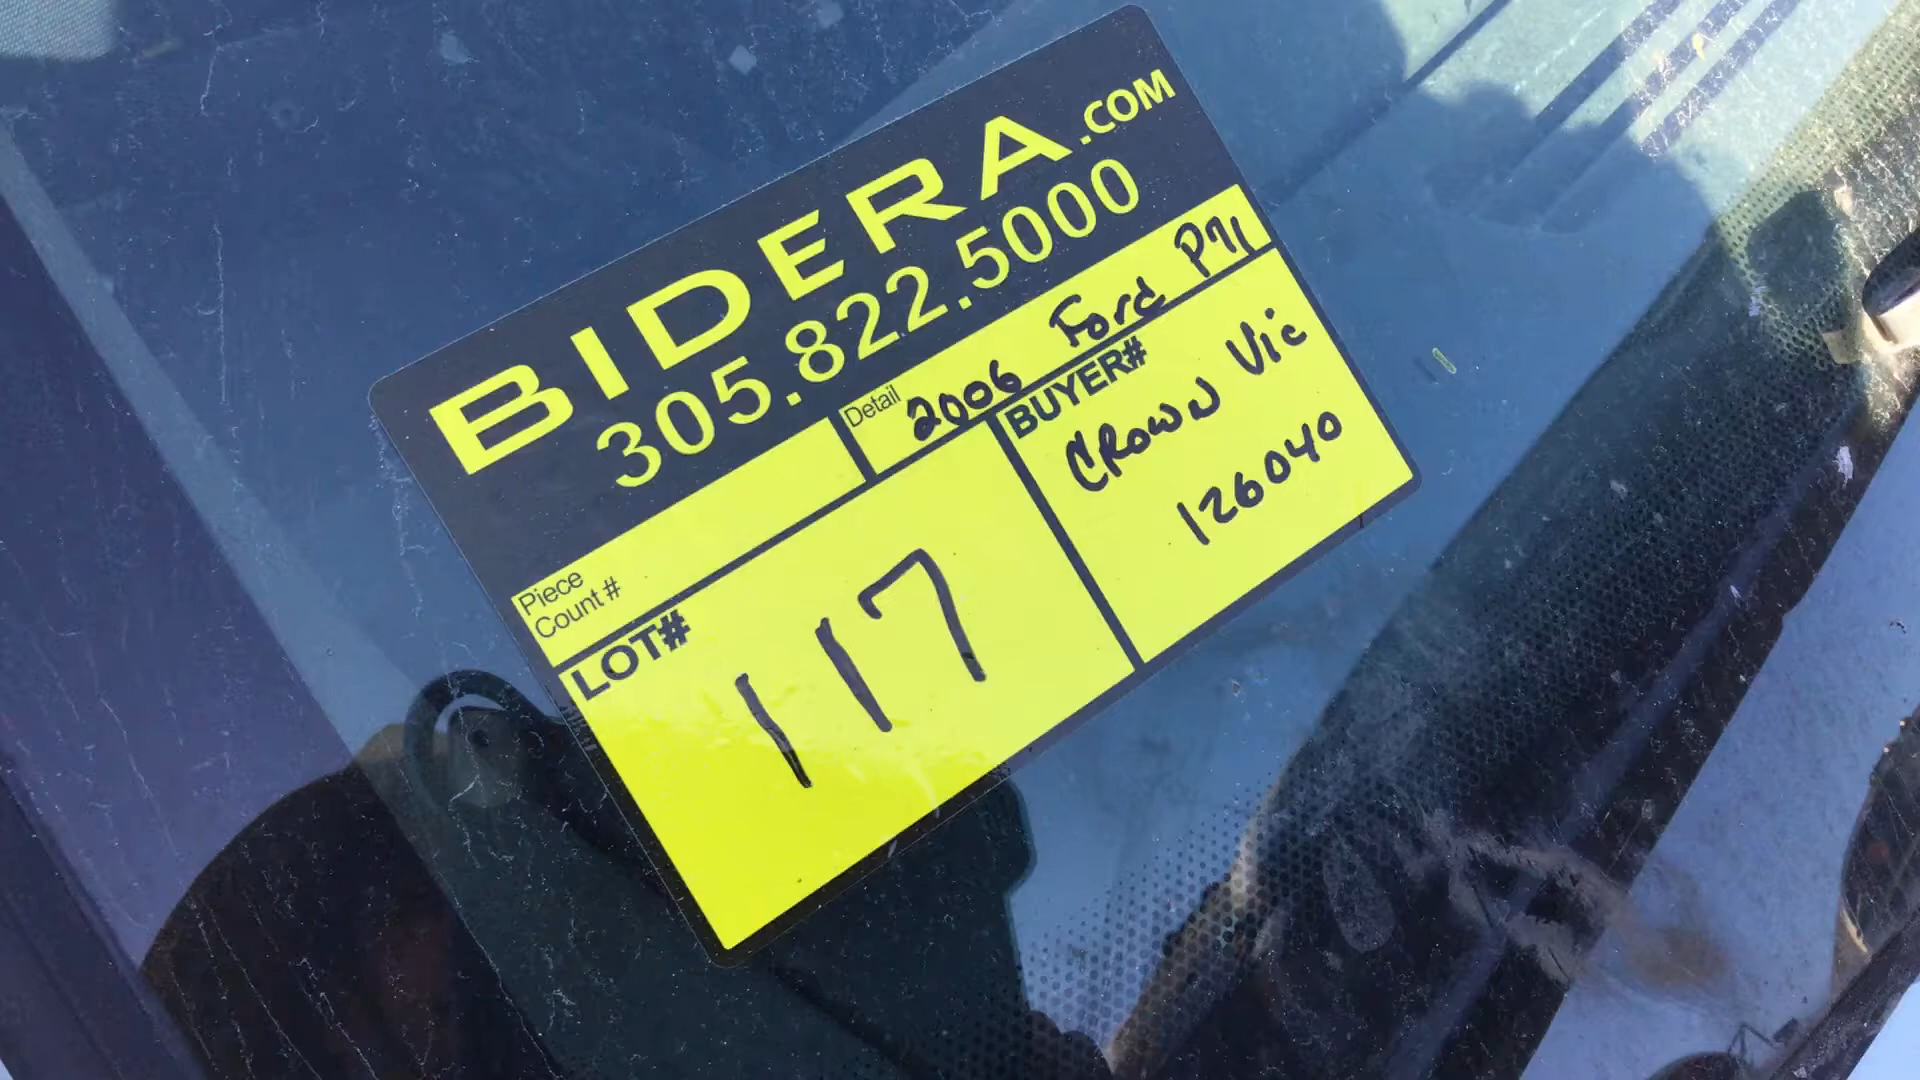 BIDERA.COM
305.822.5000
Piece Count #
Detail 2006 Ford P71
LOT# 117
BUYER#
CROWN Vic
126040